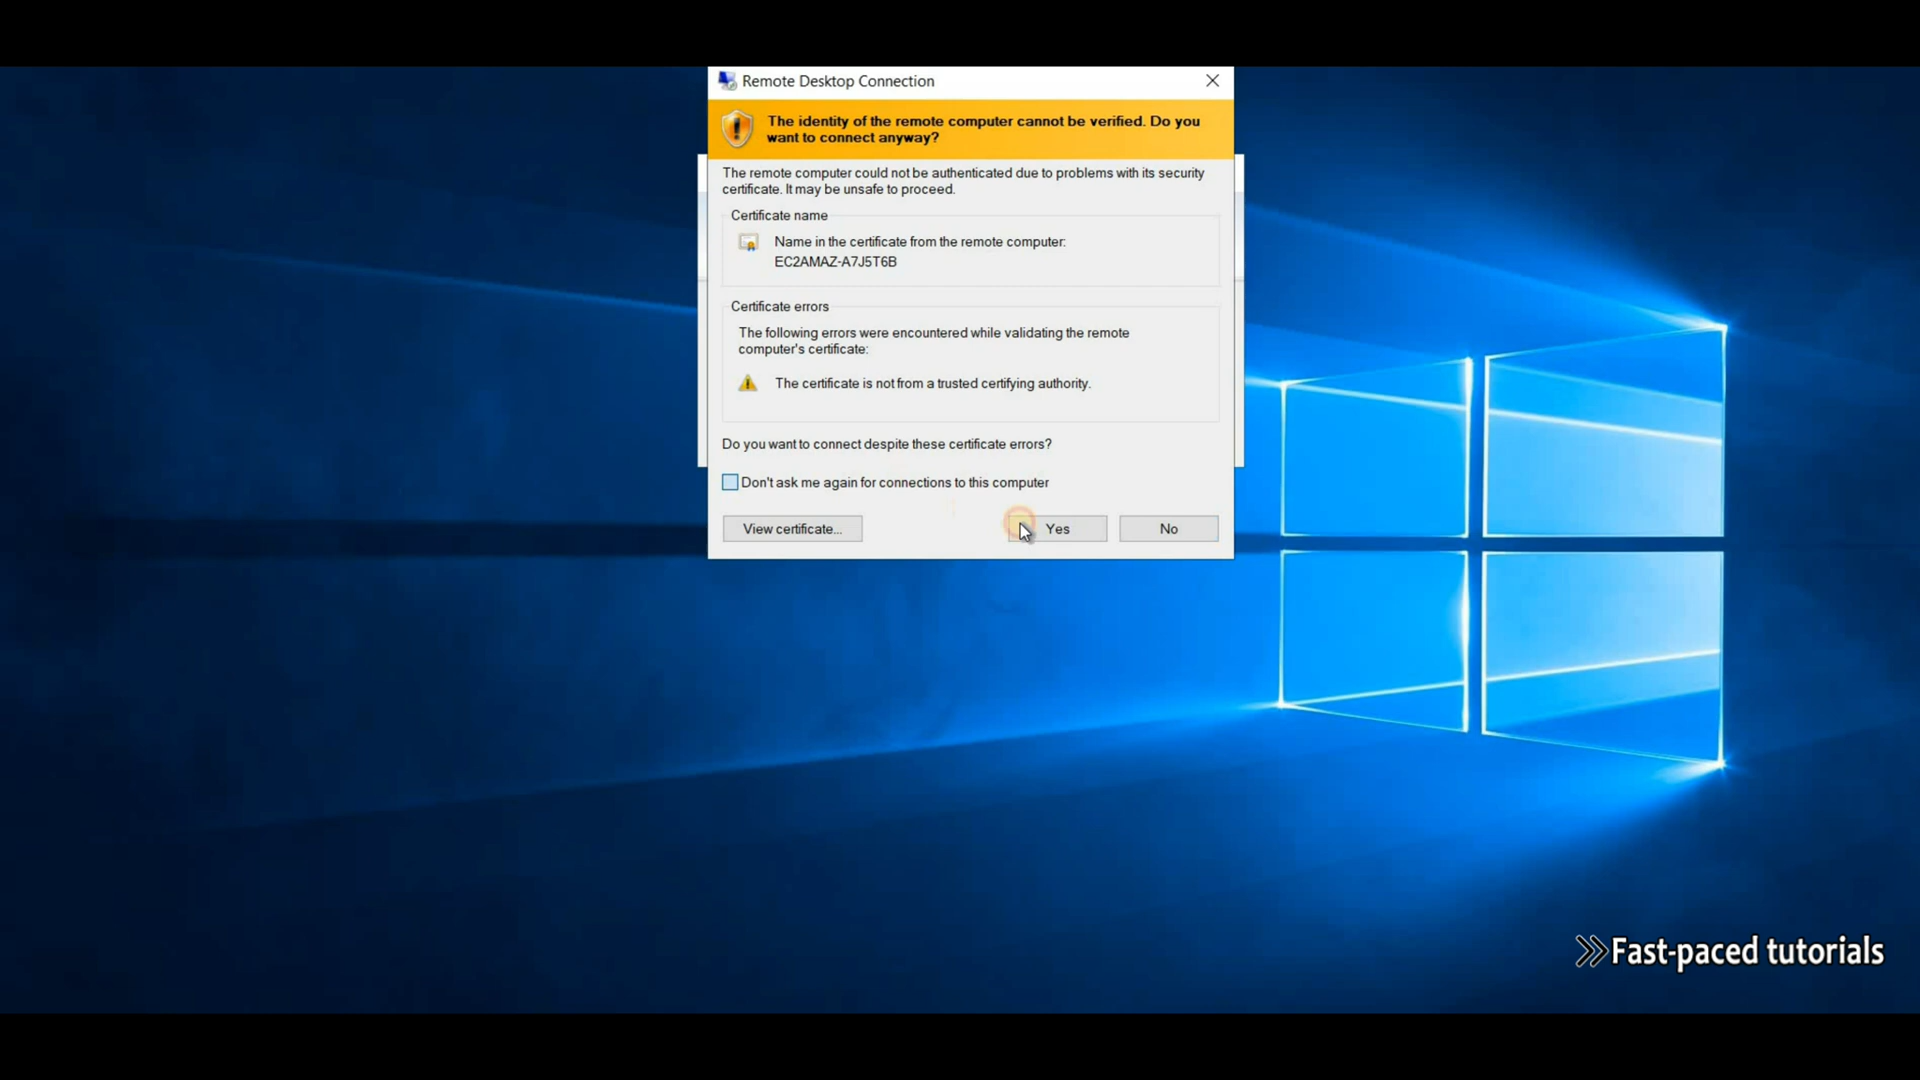 Remote Desktop Connection
The identity of the remote computer cannot be verified. Do you
want to connect anyway?
The remote computer could not be authenticated due to problems with its security
certificate. It may be unsafe to proceed.
Certificate name
Name in the certificate from the remote computer:
EC2AMAZ-A7J5T6B
Certificate errors
The following errors were encountered while validating the remote
computer's certificate:
The certificate is not from a trusted certifying authority.
Do you want to connect despite these certificate errors?
Don't ask me again for connections to this computer
View certificate...
Yes
No
Fast-paced tutorials